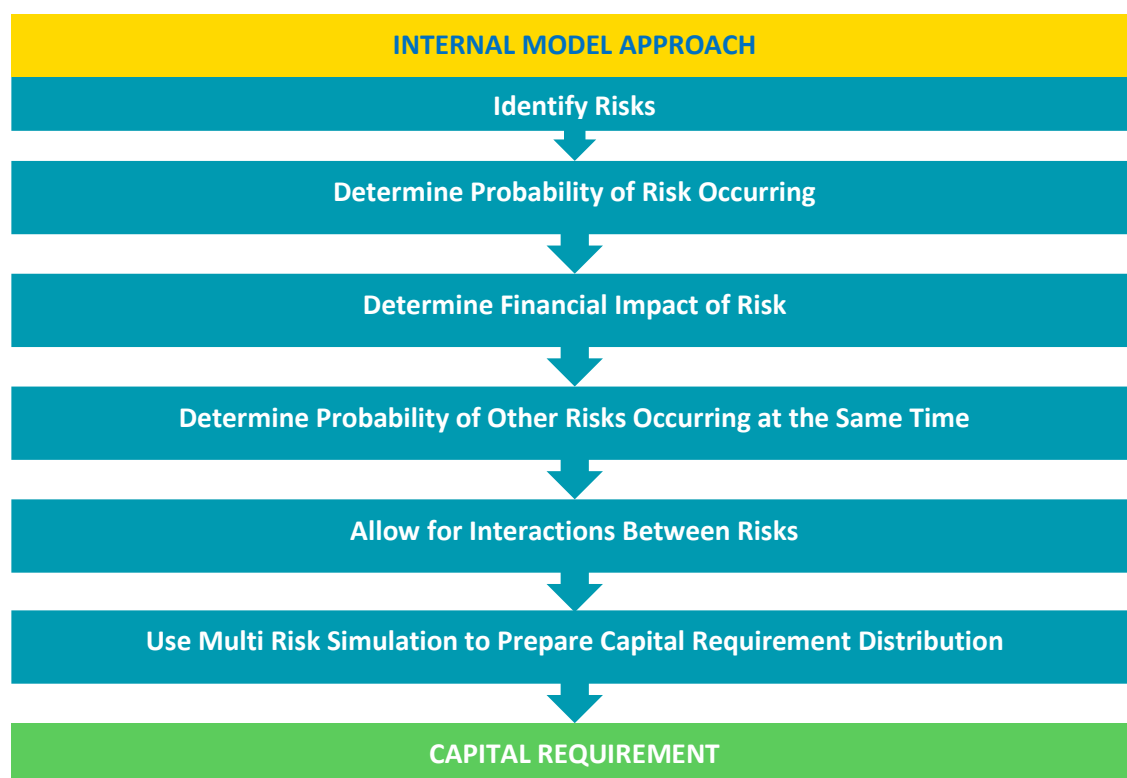 INTERNAL MODEL APPROACH
Identify Risks
Determine Probability of Risk Occurring
Determine Financial Impact of Risk
Determine Probability of Other Risks Occurring at the Same Time
Allow for Interactions Between Risks
Use Multi Risk Simulation to Prepare Capital Requirement Distribution
CAPITAL REQUIREMENT